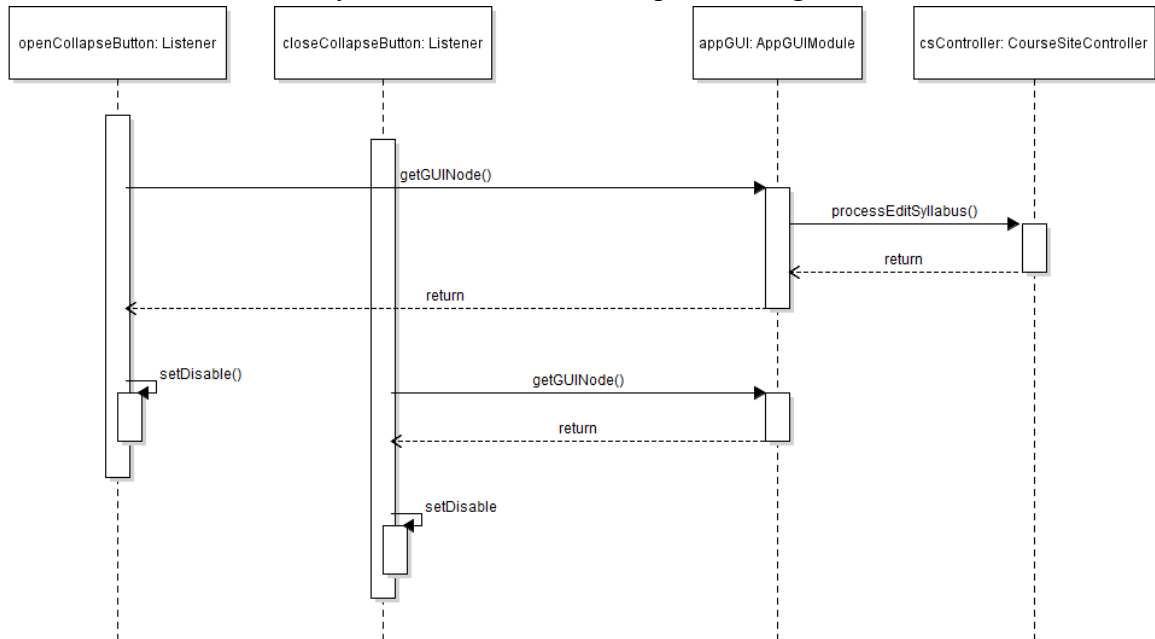 openCollapseButton: Listener
closeCollapseButton: Listener
appGUI: AppGUIModule
csController: CourseSiteController
getGUINode()
processEditSyllabus()
return
return
setDisable()
getGUINode()
return
setDisable